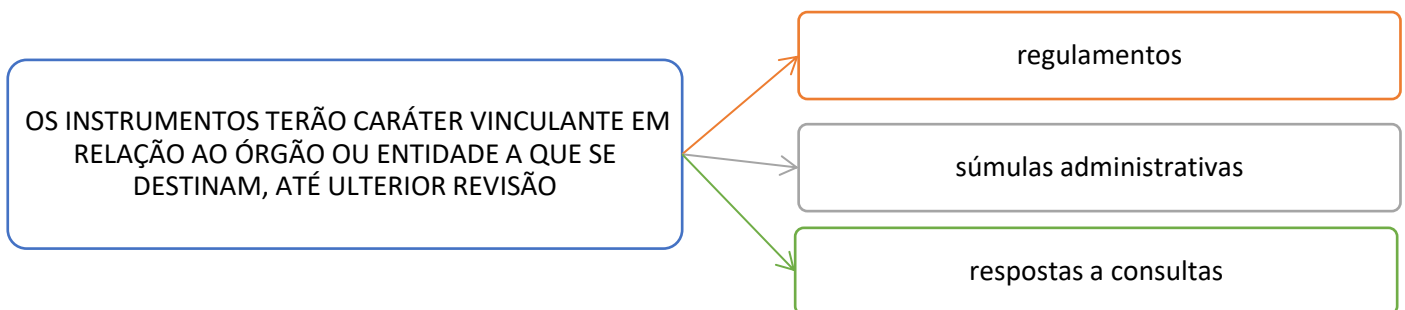 OS INSTRUMENTOS TERÃO CARÁTER VINCULANTE EM
RELAÇÃO AO ÓRGÃO OU ENTIDADE A QUE SE
DESTINAM, ATÉ ULTERIOR REVISÃO
regulamentos
súmulas administrativas
respostas a consultas